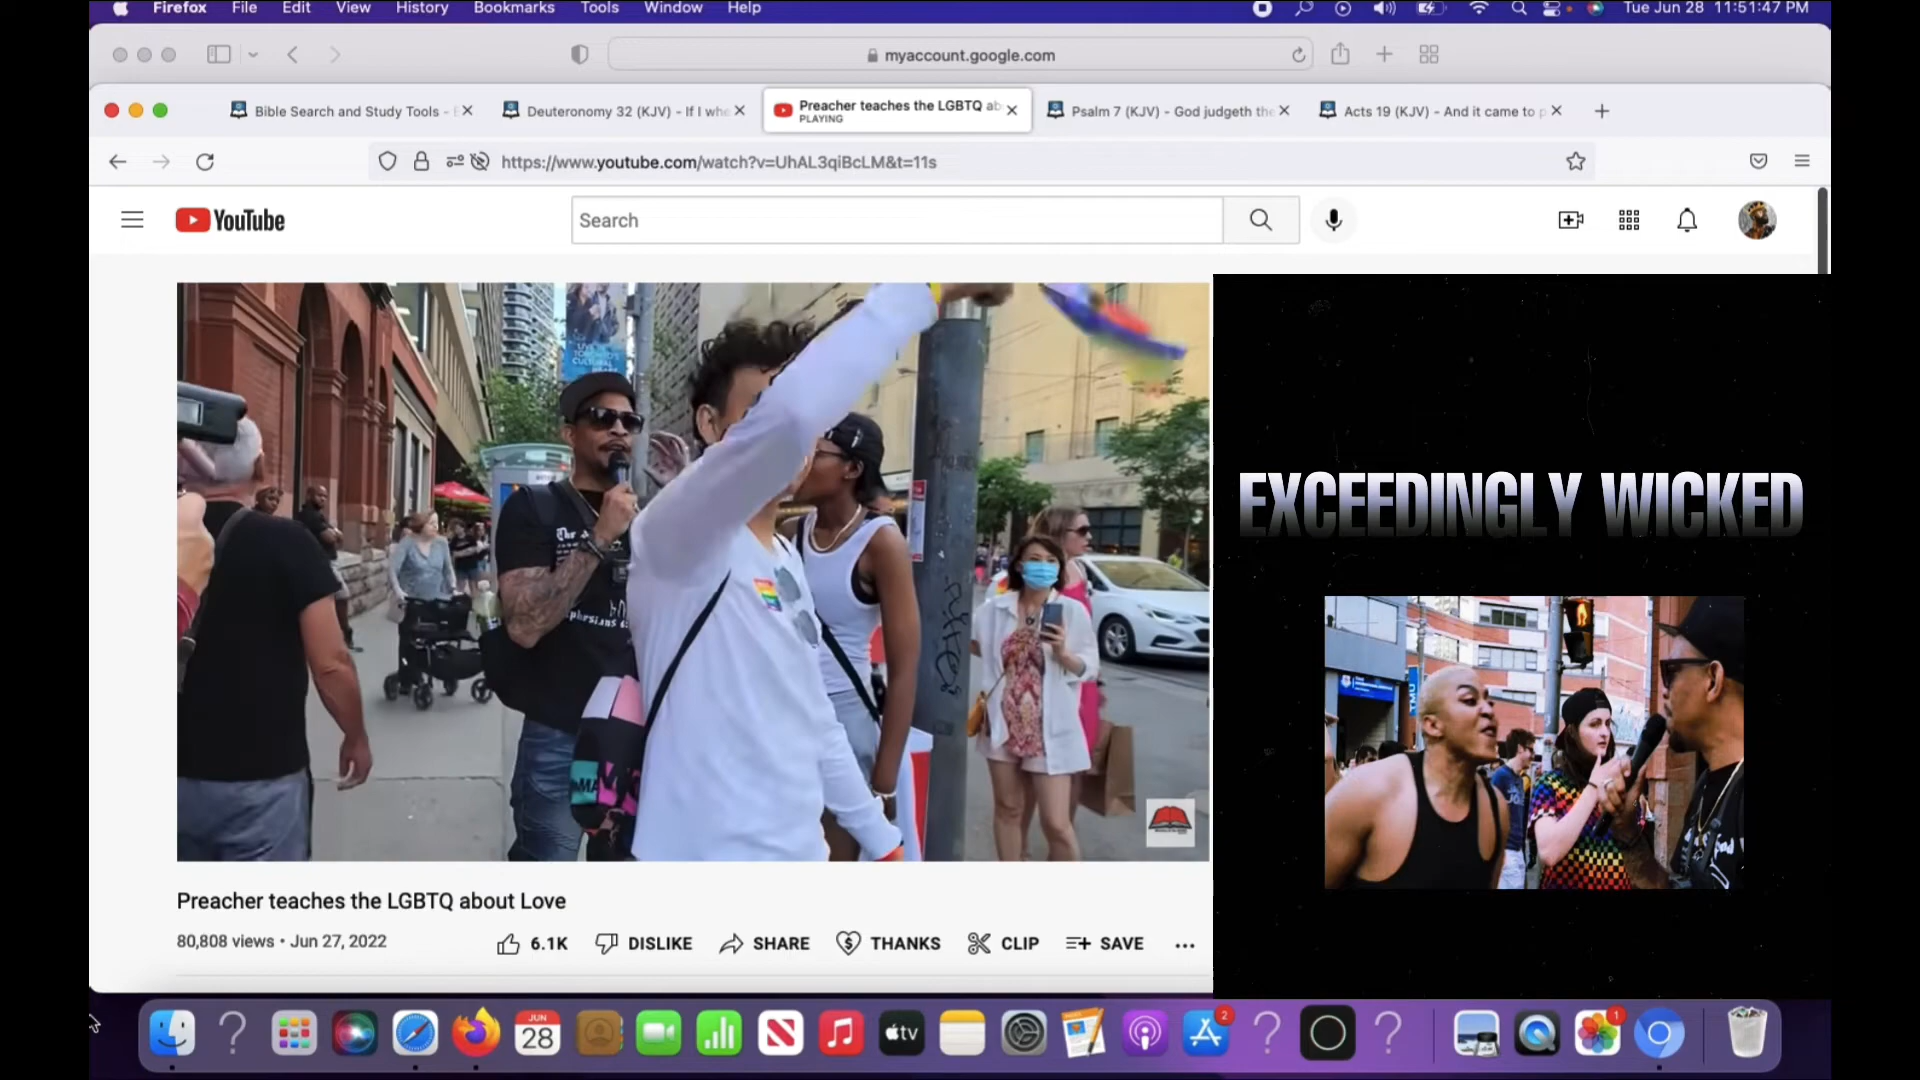 Firefox File Edit View History Bookmarks Tools Window Help Tue Jun 28 11:51:47 PM
myaccount.google.com
Bible Search and Study Tools - Deuteronomy 32 (KJV) - If I whe Preacher teaches the LGBTQ ab Psalm 7 (KJV) - God judgeth the Acts 19 (KJV) - And it came to p
PLAYING
https://www.youtube.com/watch?v=UhAL3qiBcLM&t=11s
YouTube
Search
EXCEEDINGLY WICKED
Preacher teaches the LGBTQ about Love
80,808 views • Jun 27, 2022 6.1K DISLIKE SHARE THANKS CLIP SAVE
JUN
28
tv
2
1